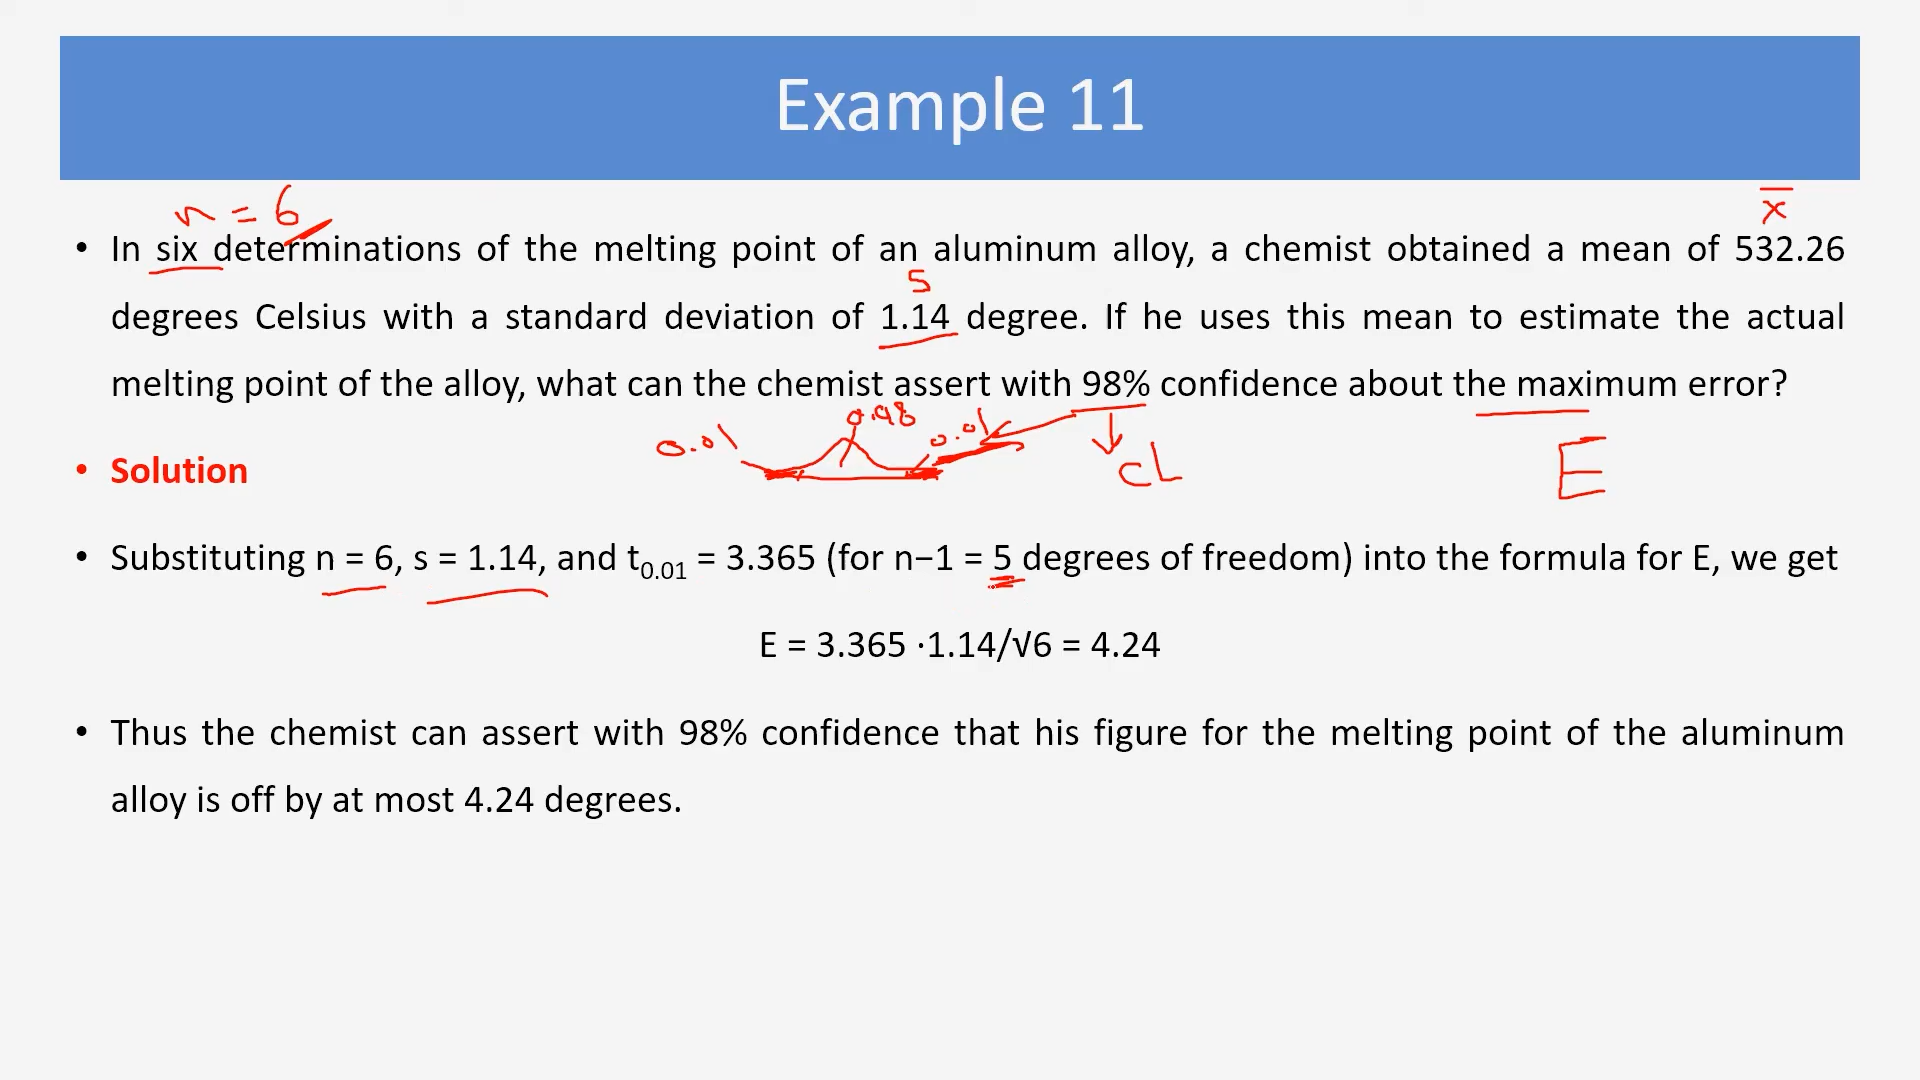 Example 11
n = 6
x̄
• In six determinations of the melting point of an aluminum alloy, a chemist obtained a mean of 532.26
s
degrees Celsius with a standard deviation of 1.14 degree. If he uses this mean to estimate the actual
melting point of the alloy, what can the chemist assert with 98% confidence about the maximum error?
0.01 0.98 0.01
CL
E
• Solution
• Substituting n = 6, s = 1.14, and t0.01 = 3.365 (for n−1 = 5 degrees of freedom) into the formula for E, we get
E = 3.365 ·1.14/√6 = 4.24
• Thus the chemist can assert with 98% confidence that his figure for the melting point of the aluminum
alloy is off by at most 4.24 degrees.